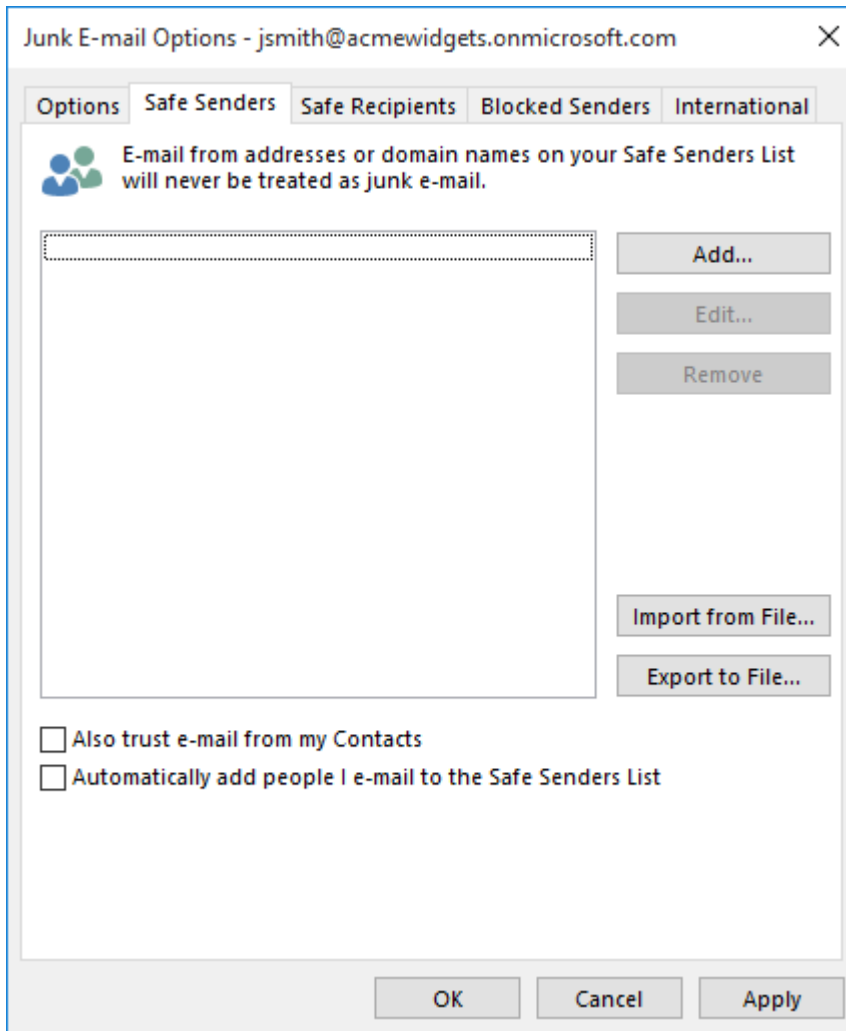 Junk E-mail Options - jsmith@acmewidgets.onmicrosoft.com
Options Safe Senders Safe Recipients Blocked Senders International
E-mail from addresses or domain names on your Safe Senders List
will never be treated as junk e-mail.
Add...
Edit...
Remove
Import from File...
Export to File...
Also trust e-mail from my Contacts
Automatically add people I e-mail to the Safe Senders List
OK Cancel Apply